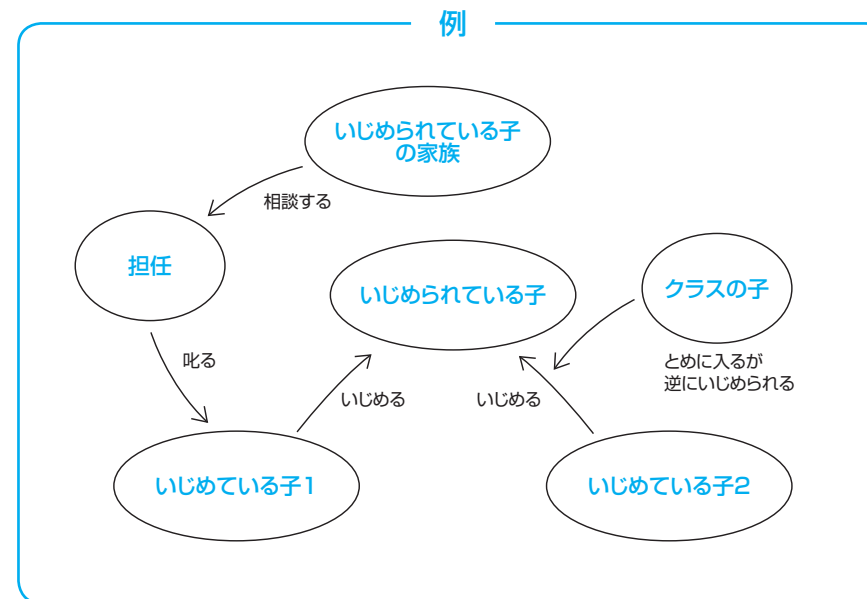 例
いじめられている子
の家族
相談する
担任
いじめられている子
クラスの子
叱る
とめに入るが
逆にいじめられる
いじめる
いじめる
いじめている子1
いじめている子2